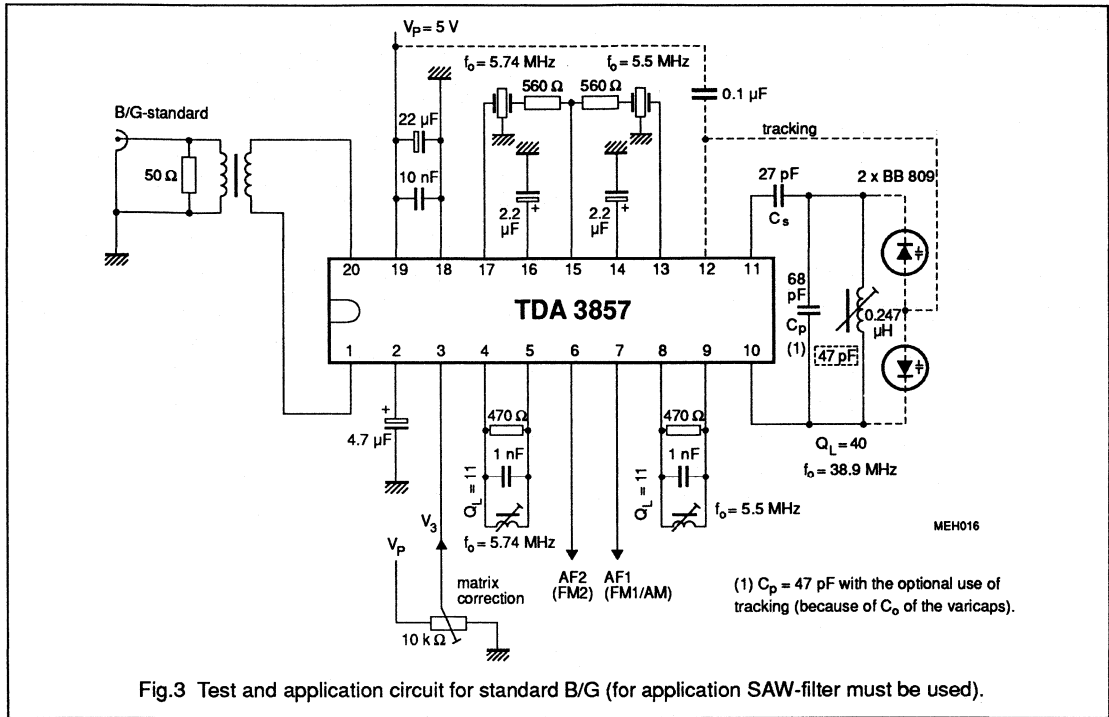 V_P = 5 V
f_o = 5.74 MHz
f_o = 5.5 MHz
560 Ω
560 Ω
0.1 µF
B/G-standard
22 µF
tracking
50 Ω
10 nF
27 pF
2 x BB 809
2.2 µF
+
2.2 µF
+
C_s
20
19
18
17
16
15
14
13
12
11
68 pF
TDA 3857
C_p
(1)
0.247 µH
47 pF
1
2
3
4
5
6
7
8
9
10
+
470 Ω
470 Ω
4.7 µF
1 nF
1 nF
Q_L = 40
f_o = 38.9 MHz
Q_L = 11
Q_L = 11
V_3
f_o = 5.74 MHz
f_o = 5.5 MHz
MEH016
V_P
matrix correction
AF2 (FM2)
AF1 (FM1/AM)
(1) C_p = 47 pF with the optional use of
tracking (because of C_o of the varicaps).
10 k Ω
Fig.3 Test and application circuit for standard B/G (for application SAW-filter must be used).